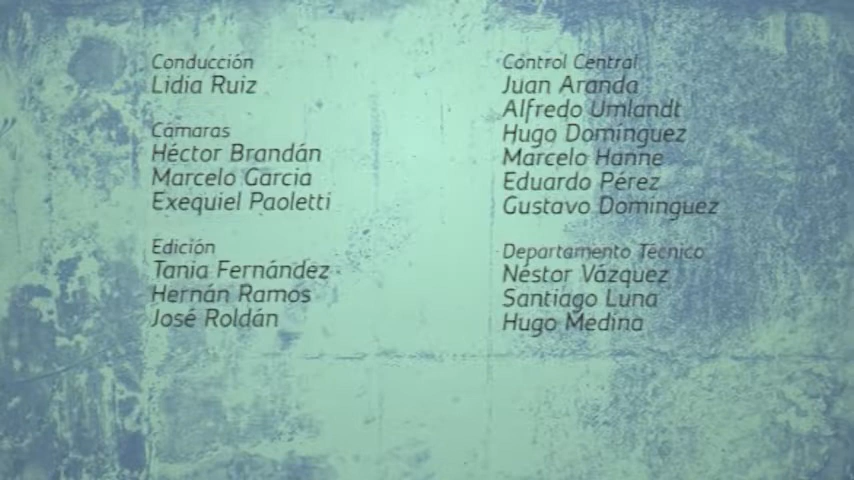 Conducción
Lidia Ruiz
Cámaras
Héctor Brandán
Marcelo Garcia
Exequiel Paoletti
Edición
Tania Fernández
Hernán Ramos
José Roldán
Control Central
Juan Aranda
Alfredo Umlandt
Hugo Domínguez
Marcelo Hanne
Eduardo Pérez
Gustavo Domínguez
Departamento Técnico
Néstor Vázquez
Santiago Luna
Hugo Medina